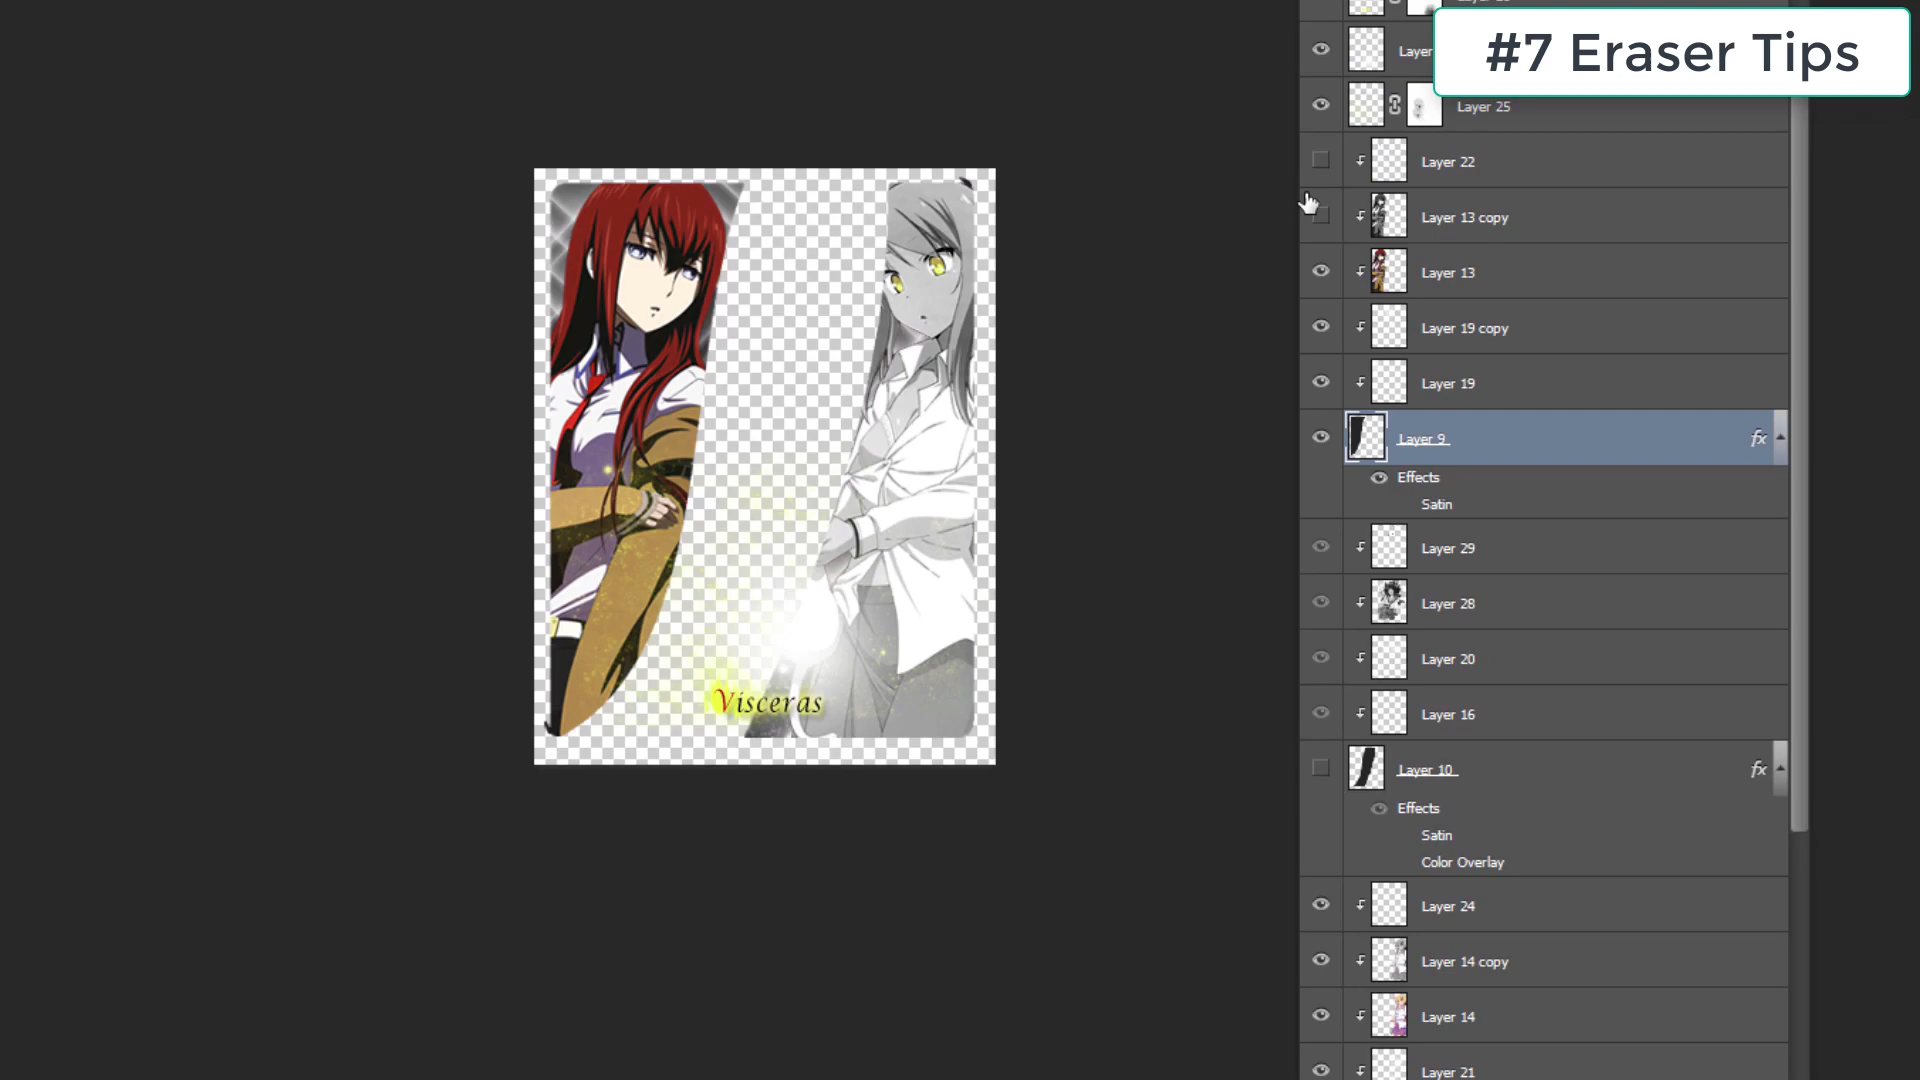 #7 Eraser Tips
Layer
Layer 25
Layer 22
Layer 13 copy
Layer 13
Layer 19 copy
Layer 19
Layer 9
fx
Effects
Satin
Layer 29
Layer 28
Layer 20
Layer 16
Layer 10
fx
Effects
Satin
Color Overlay
Layer 24
Layer 14 copy
Layer 14
Layer 21
Visceras